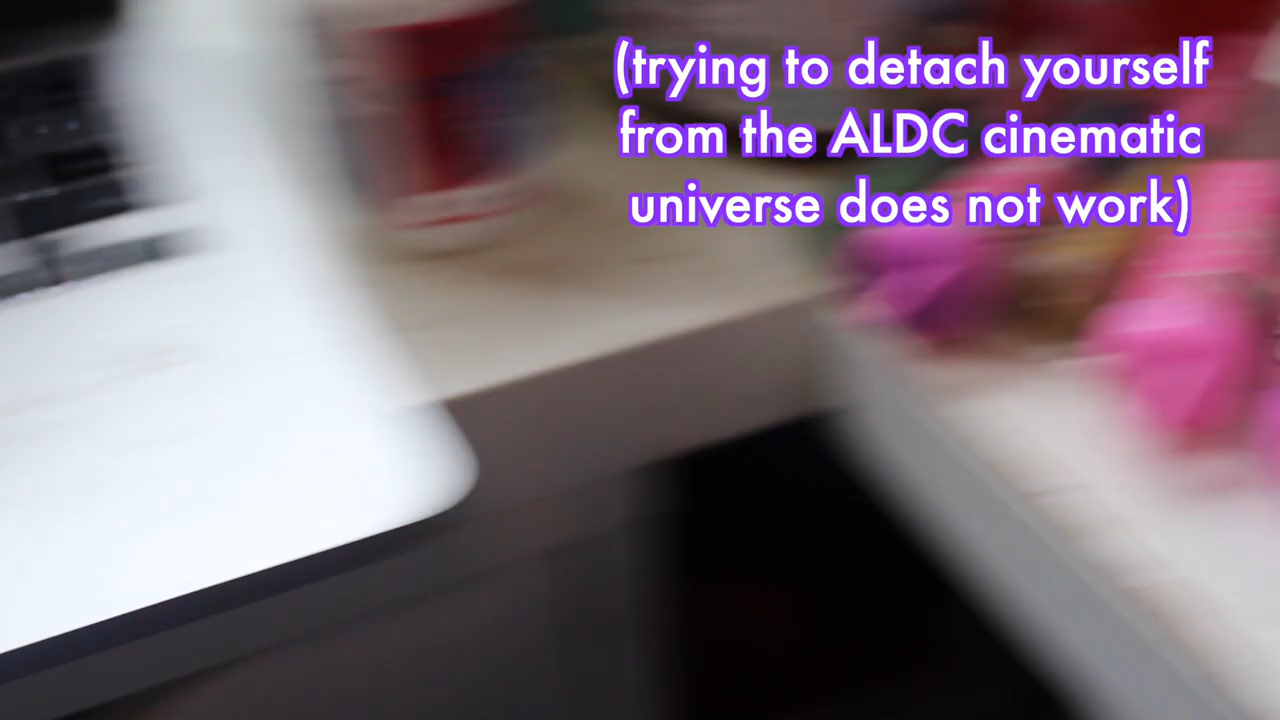 (trying to detach yourself
from the ALDC cinematic
universe does not work)